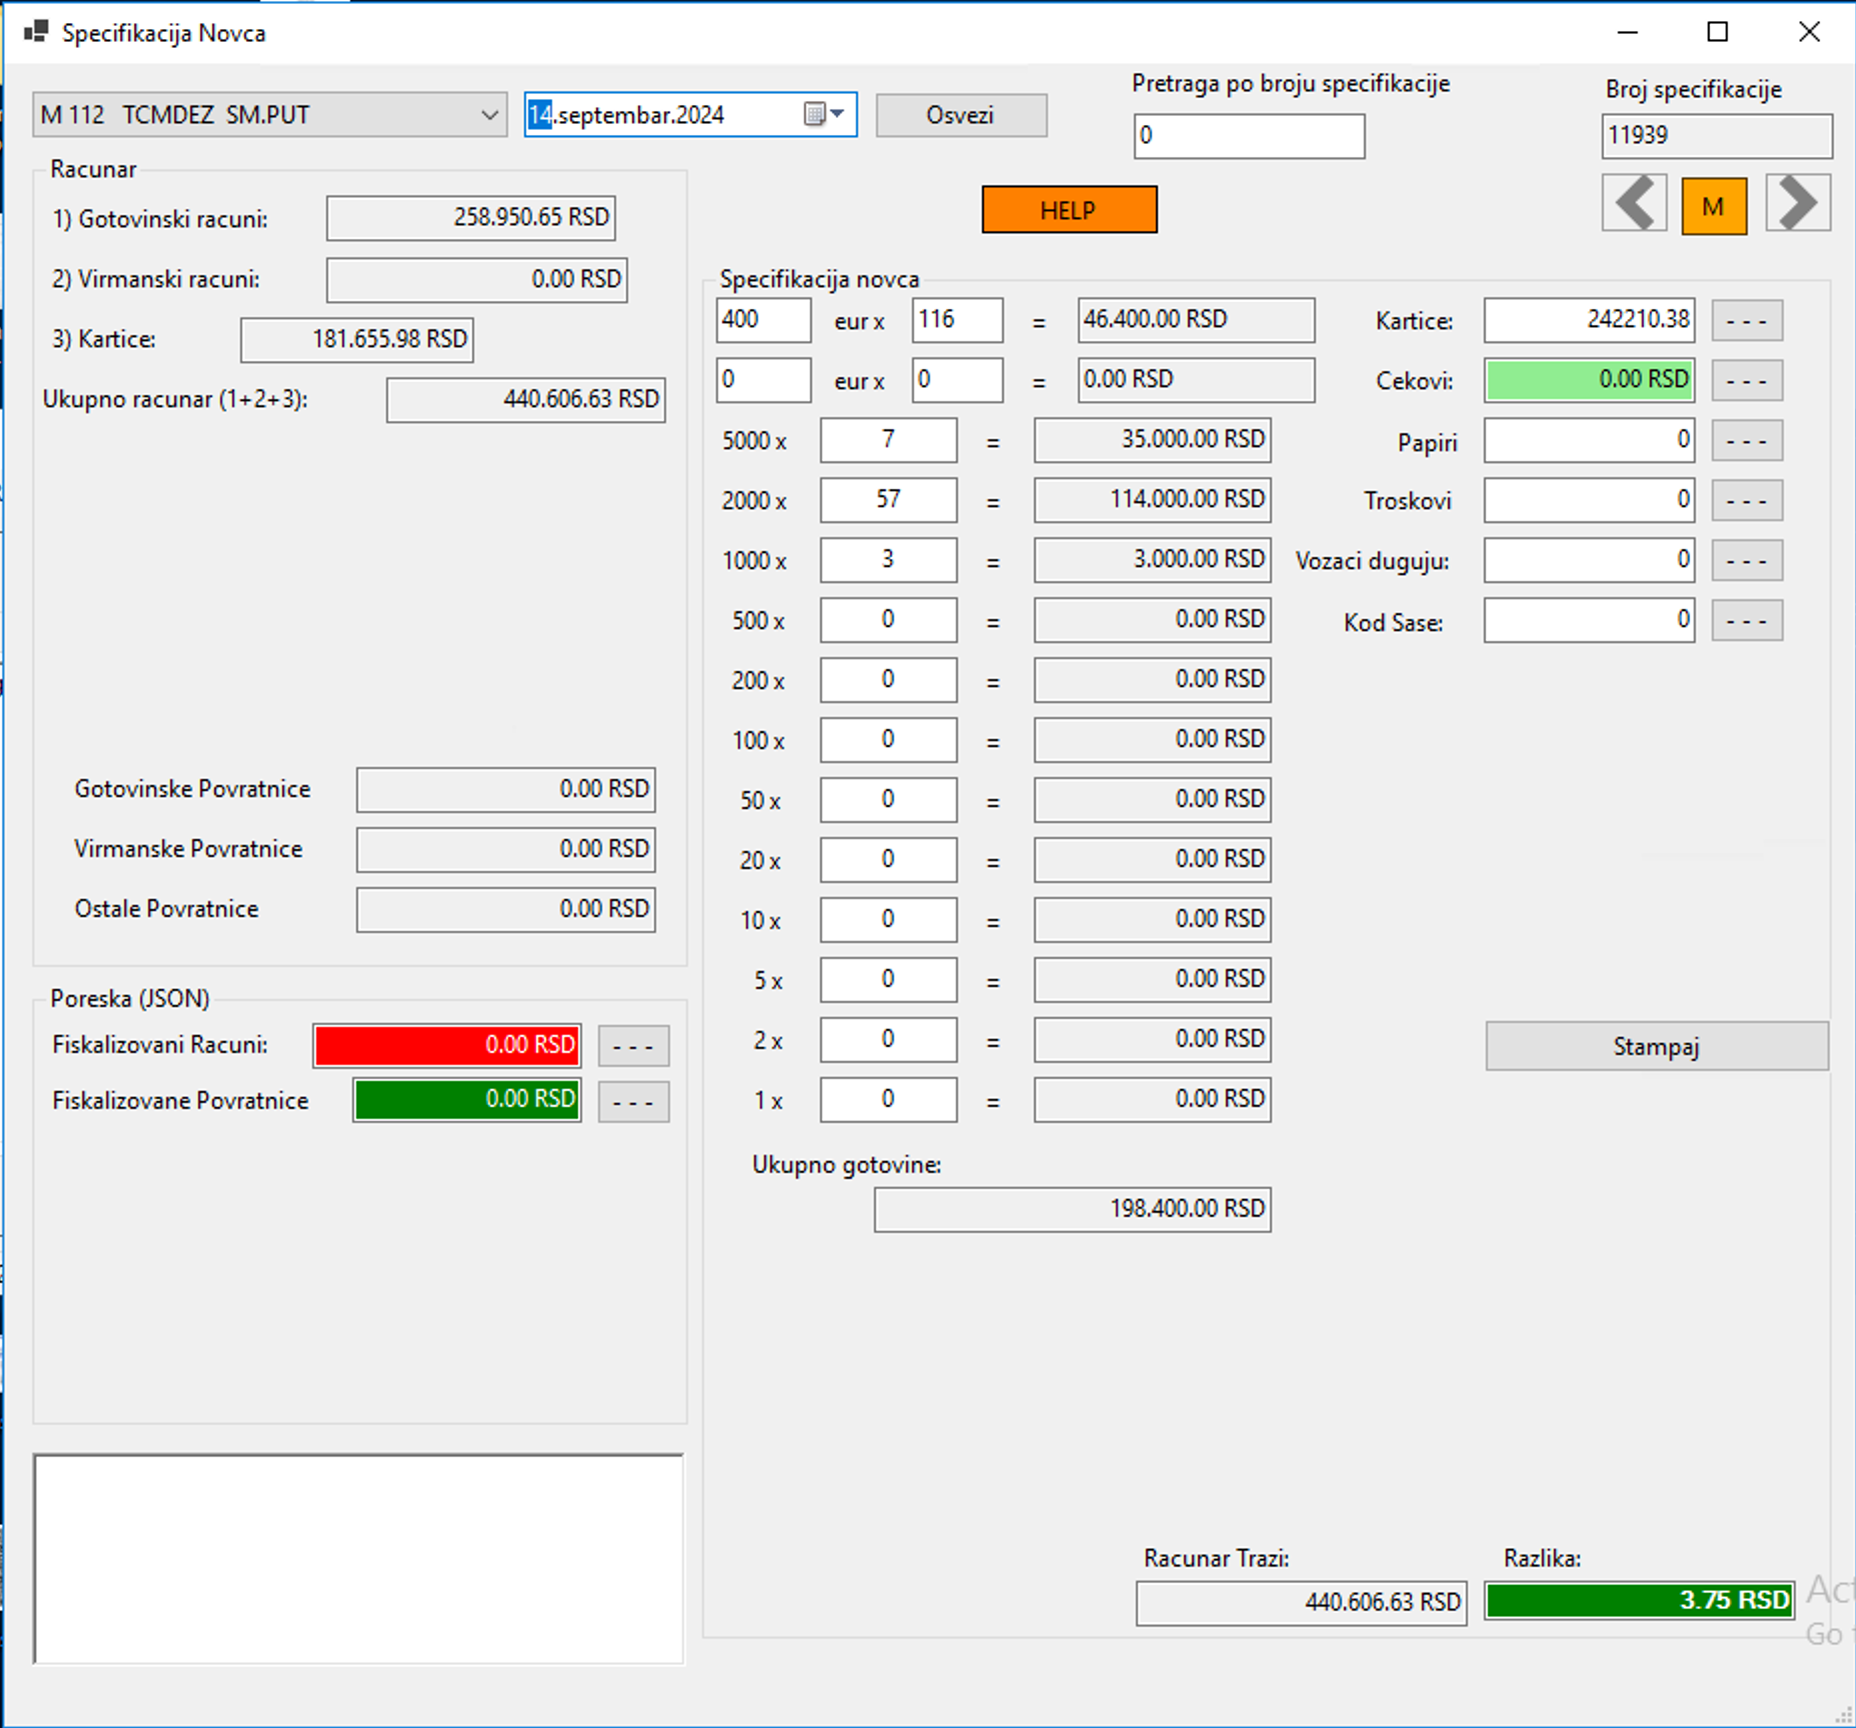 Specifikacija Novca
M 112 TCMDEZ SM.PUT
14.septembar.2024
Osvezi
Pretraga po broju specifikacije
0
Broj specifikacije
11939
HELP
M
Racunar
1) Gotovinski racuni: 258.950.65 RSD
2) Virmanski racuni: 0.00 RSD
3) Kartice: 181.655.98 RSD
Ukupno racunar (1+2+3): 440.606.63 RSD
Gotovinske Povratnice 0.00 RSD
Virmanske Povratnice 0.00 RSD
Ostale Povratnice 0.00 RSD
Poreska (JSON)
Fiskalizovani Racuni: 0.00 RSD - - -
Fiskalizovane Povratnice 0.00 RSD - - -
Specifikacija novca
400 eur x 116 = 46.400.00 RSD
0 eur x 0 = 0.00 RSD
5000 x 7 = 35.000.00 RSD
2000 x 57 = 114.000.00 RSD
1000 x 3 = 3.000.00 RSD
500 x 0 = 0.00 RSD
200 x 0 = 0.00 RSD
100 x 0 = 0.00 RSD
50 x 0 = 0.00 RSD
20 x 0 = 0.00 RSD
10 x 0 = 0.00 RSD
5 x 0 = 0.00 RSD
2 x 0 = 0.00 RSD
1 x 0 = 0.00 RSD
Ukupno gotovine:
198.400.00 RSD
Kartice: 242210.38 - - -
Cekovi: 0.00 RSD - - -
Papiri 0 - - -
Troskovi 0 - - -
Vozaci duguju: 0 - - -
Kod Sase: 0 - - -
Stampaj
Racunar Trazi:
440.606.63 RSD
Razlika:
3.75 RSD
Go